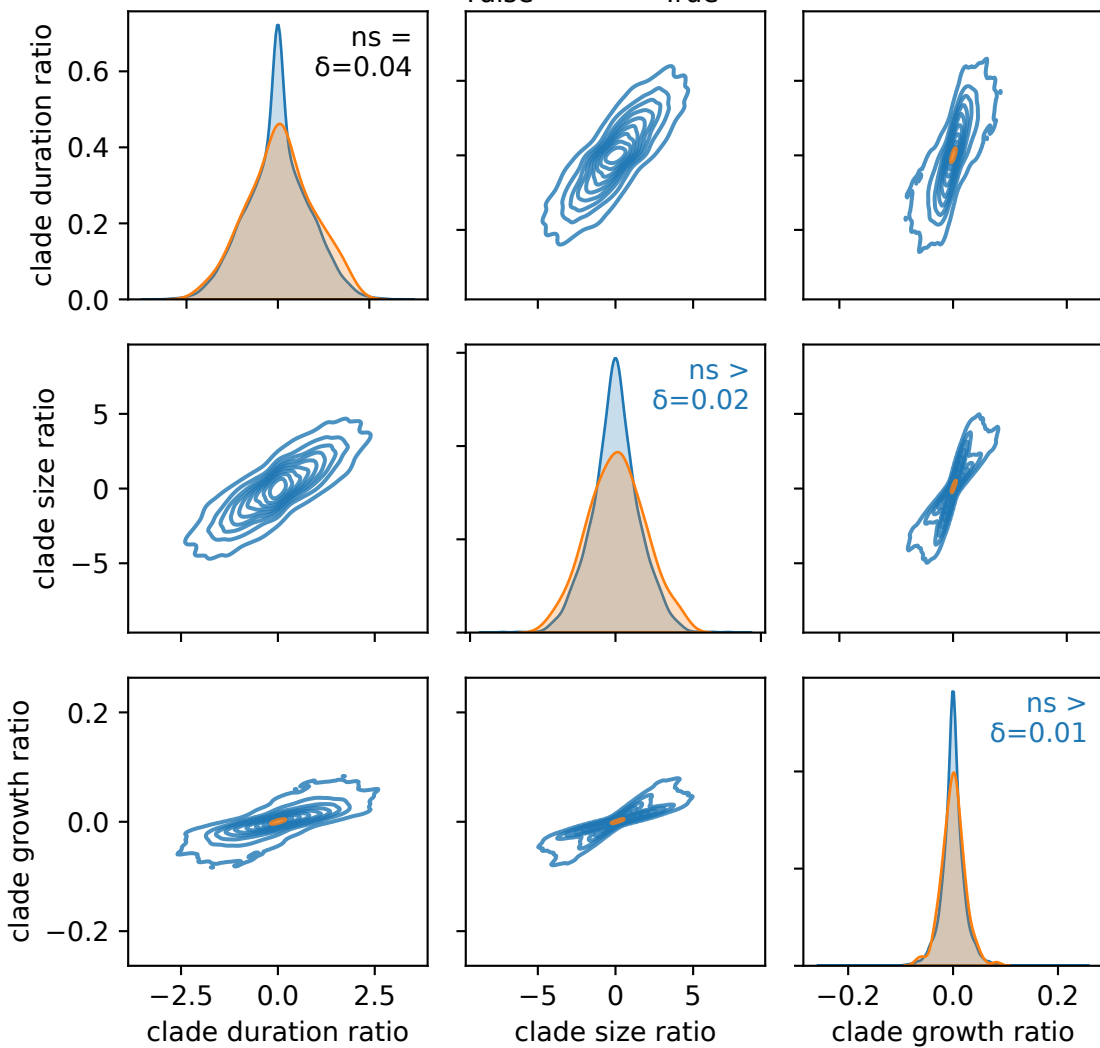 clade duration ratio
0.6
0.4
0.2
0.0
ns =
δ=0.04
clade size ratio
5
0
−5
ns >
δ=0.02
clade growth ratio
0.2
0.0
−0.2
ns >
δ=0.01
−2.5 0.0 2.5
−5 0 5
−0.2 0.0 0.2
clade duration ratio
clade size ratio
clade growth ratio